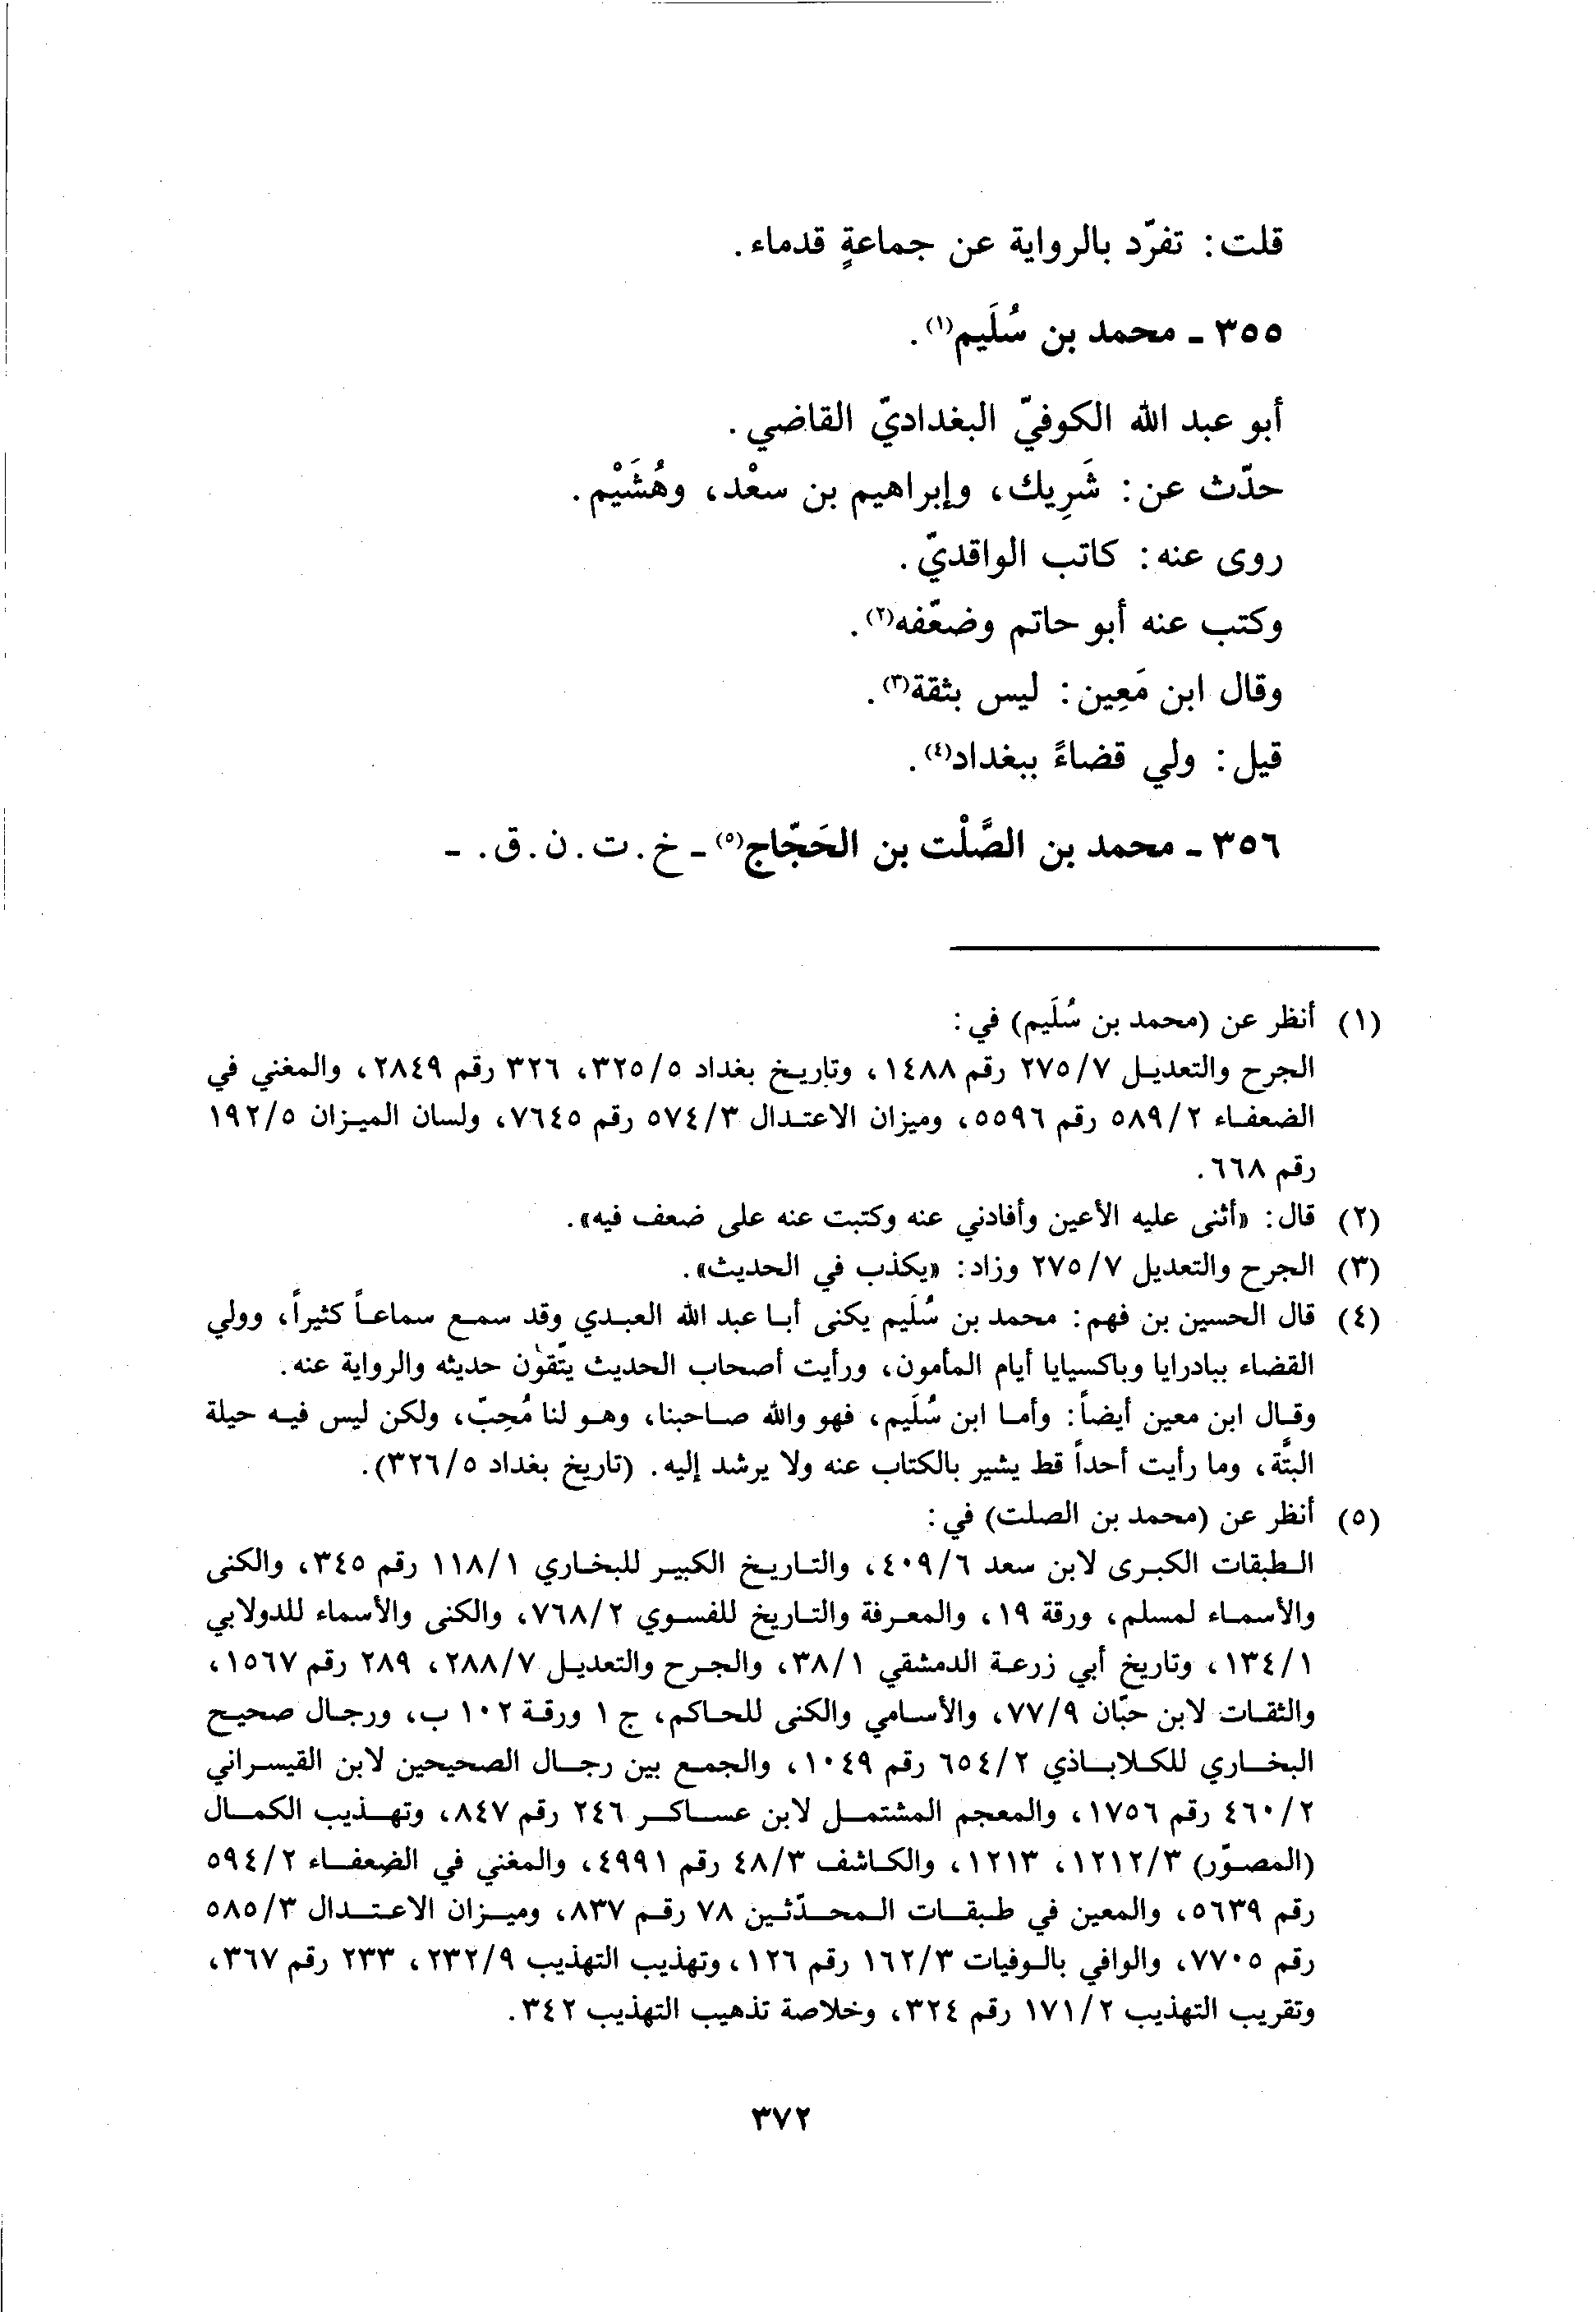 قلت: تفرّد بالرواية عن جماعةٍ قدماء.
٣٥٥ - محمد بن سُلَيم(١).
أبو عبد الله الكوفيّ البغداديّ القاضي.
حدّث عن: شَرِيك، وإبراهيم بن سعْد، وهُشَيْم.
روى عنه: كاتب الواقديّ.
وكتب عنه أبو حاتم وضعّفه(٢).
وقال ابن مَعِين: ليس بثقة(٣).
قيل: ولي قضاءً ببغداد(٤).
٣٥٦ - محمد بن الصَّلْت بن الحَجّاج(٥) - خ. ت. ن. ق. -
(١) أنظر عن (محمد بن سُلَيم) في:
الجرح والتعديل ٢٧٥/٧ رقم ١٤٨٨، وتاريخ بغداد ٣٢٥/٥، ٣٢٦ رقم ٢٨٤٩، والمغني في
الضعفاء ٥٨٩/٢ رقم ٥٥٩٦، وميزان الاعتدال ٥٧٤/٣ رقم ٧٦٤٥، ولسان الميزان ١٩٢/٥
رقم ٦٦٨.
(٢) قال: «أثنى عليه الأعين وأفادني عنه وكتبت عنه على ضعف فيه».
(٣) الجرح والتعديل ٢٧٥/٧ وزاد: «يكذب في الحديث».
(٤) قال الحسين بن فهم: محمد بن سُلَيم يكنى أبا عبد الله العبدي وقد سمع سماعاً كثيراً، وولي
القضاء ببادرايا وباكسيايا أيام المأمون، ورأيت أصحاب الحديث يتّقون حديثه والرواية عنه.
وقال ابن معين أيضاً: وأما ابن سُلَيم، فهو والله صاحبنا، وهو لنا مُحِبّ، ولكن ليس فيه حيلة
البتَّة، وما رأيت أحداً قط يشير بالكتاب عنه ولا يرشد إليه. (تاريخ بغداد ٣٢٦/٥).
(٥) أنظر عن (محمد بن الصلت) في:
الطبقات الكبرى لابن سعد ٤٠٩/٦، والتاريخ الكبير للبخاري ١١٨/١ رقم ٣٤٥، والكنى
والأسماء لمسلم، ورقة ١٩، والمعرفة والتاريخ للفسوي ٧٦٨/٢، والكنى والأسماء للدولابي
١٣٤/١، وتاريخ أبي زرعة الدمشقي ٣٨/١، والجرح والتعديل ٢٨٨/٧، ٢٨٩ رقم ١٥٦٧،
والثقات لابن حبّان ٧٧/٩، والأسامي والكنى للحاكم، ج ١ ورقة ١٠٢ ب، ورجال صحيح
البخاري للكلاباذي ٦٥٤/٢ رقم ١٠٤٩، والجمع بين رجال الصحيحين لابن القيسراني
٤٦٠/٢ رقم ١٧٥٦، والمعجم المشتمل لابن عساكر ٢٤٦ رقم ٨٤٧، وتهذيب الكمال
(المصوّر) ١٢١٢/٣، ١٢١٣، والكاشف ٤٨/٣ رقم ٤٩٩١، والمغني في الضعفاء ٥٩٤/٢
رقم ٥٦٣٩، والمعين في طبقات المحدّثين ٧٨ رقم ٨٣٧، وميزان الاعتدال ٥٨٥/٣
رقم ٧٧٠٥، والوافي بالوفيات ١٦٢/٣ رقم ١٢٦، وتهذيب التهذيب ٢٣٢/٩، ٢٣٣ رقم ٣٦٧،
وتقريب التهذيب ١٧١/٢ رقم ٣٢٤، وخلاصة تذهيب التهذيب ٣٤٢.
٣٧٢